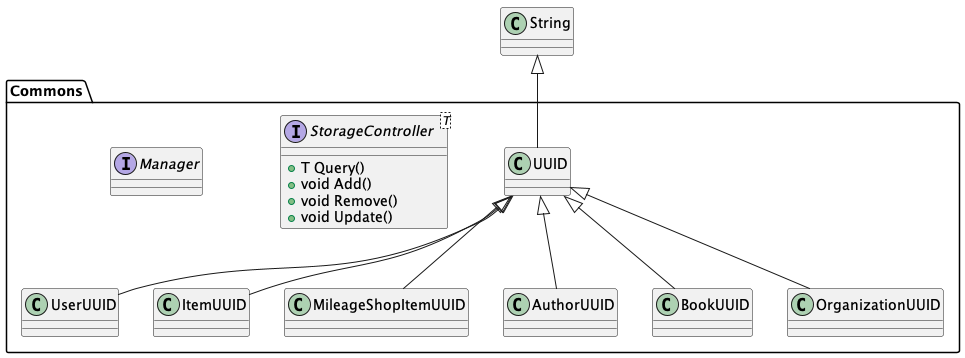 C String
Commons
I StorageController T
I Manager
C UUID
T Query()
void Add()
void Remove()
void Update()
C UserUUID
C ItemUUID
C MileageShopItemUUID
C AuthorUUID
C BookUUID
C OrganizationUUID